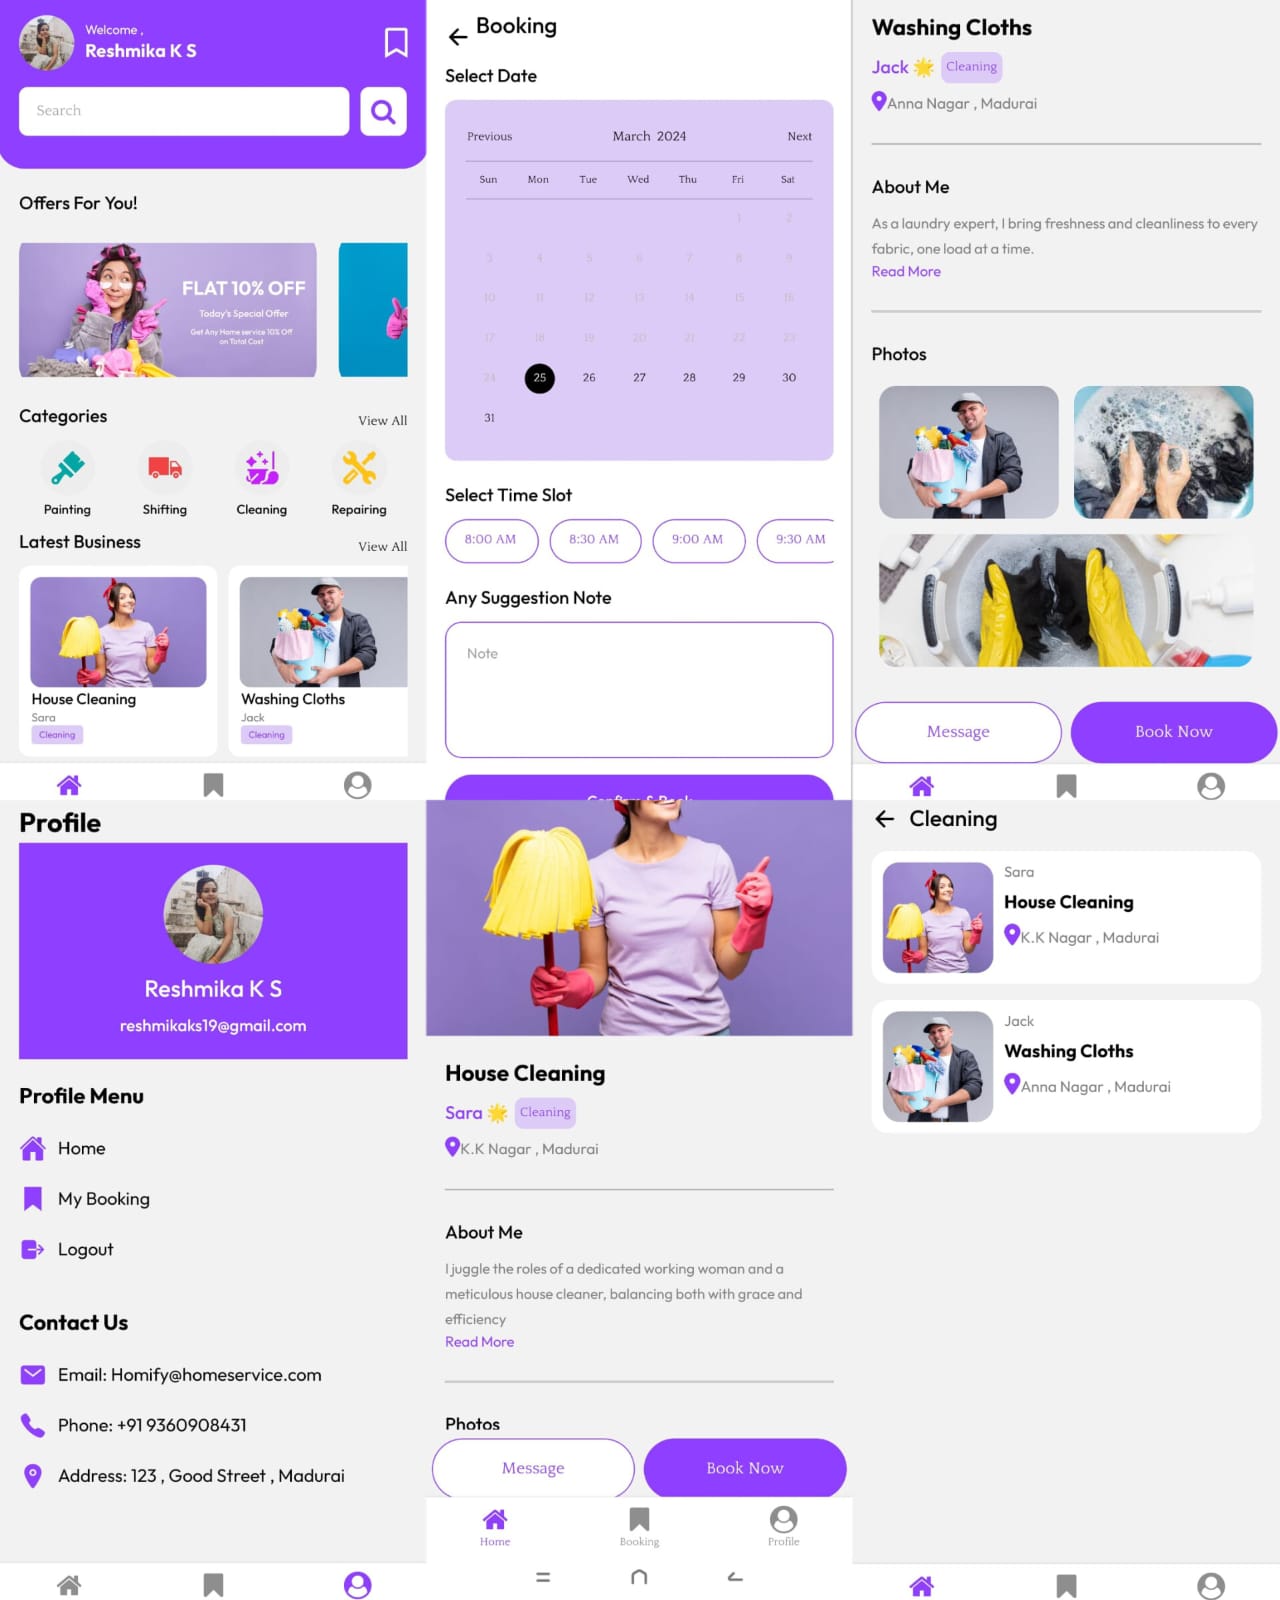 Welcome ,
Reshmika K S
Search
Offers For You!
FLAT 10% OFF
Today's Special Offer
Get Any Home service 10% Off
on Total Cost
Categories
View All
Painting
Shifting
Cleaning
Repairing
Latest Business
View All
House Cleaning
Sara
Cleaning
Washing Cloths
Jack
Cleaning
Booking
Select Date
Previous
March 2024
Next
Sun Mon Tue Wed Thu Fri Sat
1 2
3 4 5 6 7 8 9
10 11 12 13 14 15 16
17 18 19 20 21 22 23
24 25 26 27 28 29 30
31
Select Time Slot
8:00 AM
8:30 AM
9:00 AM
9:30 AM
Any Suggestion Note
Note
Confirm & Book
Washing Cloths
Jack 🌟 Cleaning
Anna Nagar , Madurai
About Me
As a laundry expert, I bring freshness and cleanliness to every
fabric, one load at a time.
Read More
Photos
Message
Book Now
Profile
Reshmika K S
reshmikaks19@gmail.com
Profile Menu
Home
My Booking
Logout
Contact Us
Email: Homify@homeservice.com
Phone: +91 9360908431
Address: 123 , Good Street , Madurai
House Cleaning
Sara 🌟 Cleaning
K.K Nagar , Madurai
About Me
I juggle the roles of a dedicated working woman and a
meticulous house cleaner, balancing both with grace and
efficiency
Read More
Photos
Message
Book Now
Home
Booking
Profile
Cleaning
Sara
House Cleaning
K.K Nagar , Madurai
Jack
Washing Cloths
Anna Nagar , Madurai